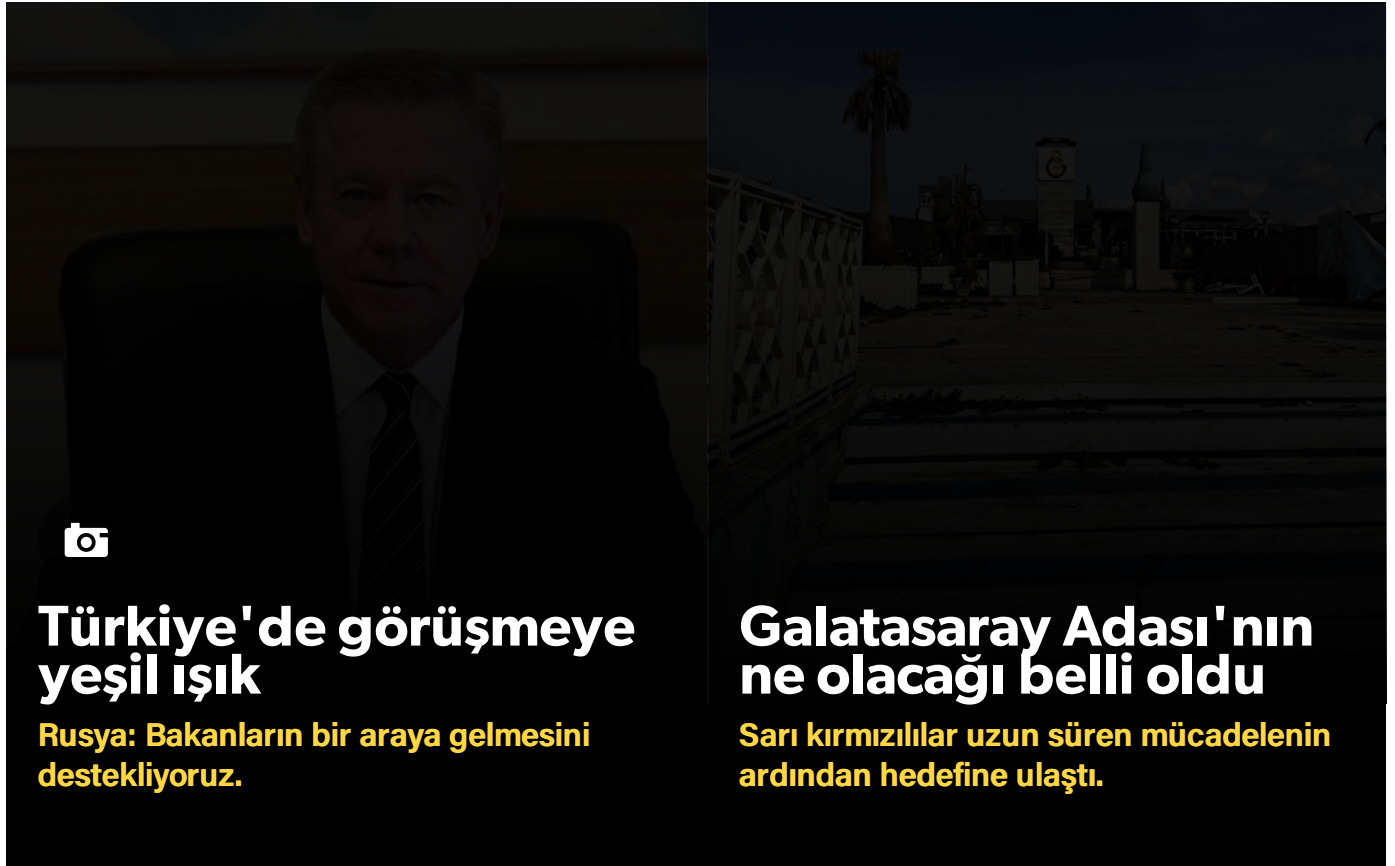 Türkiye'de görüşmeye
yeşil ışık
Rusya: Bakanların bir araya gelmesini
destekliyoruz.
Galatasaray Adası'nın
ne olacağı belli oldu
Sarı kırmızılılar uzun süren mücadelenin
ardından hedefine ulaştı.